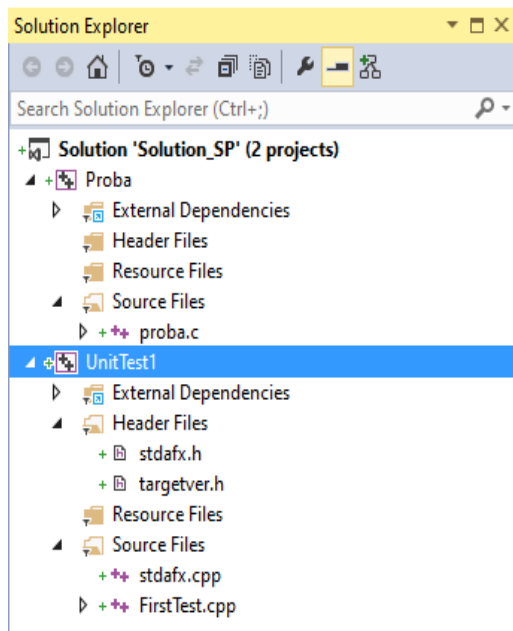 Solution Explorer
Search Solution Explorer (Ctrl+;)
Solution 'Solution_SP' (2 projects)
Proba
External Dependencies
Header Files
Resource Files
Source Files
proba.c
UnitTest1
External Dependencies
Header Files
stdafx.h
targetver.h
Resource Files
Source Files
stdafx.cpp
FirstTest.cpp